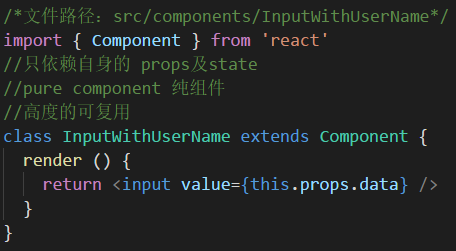 /*文件路径：src/components/InputWithUserName*/
import { Component } from 'react'
//只依赖自身的 props及state
//pure component 纯组件
//高度的可复用
class InputWithUserName extends Component {
  render () {
    return <input value={this.props.data} />
  }
}